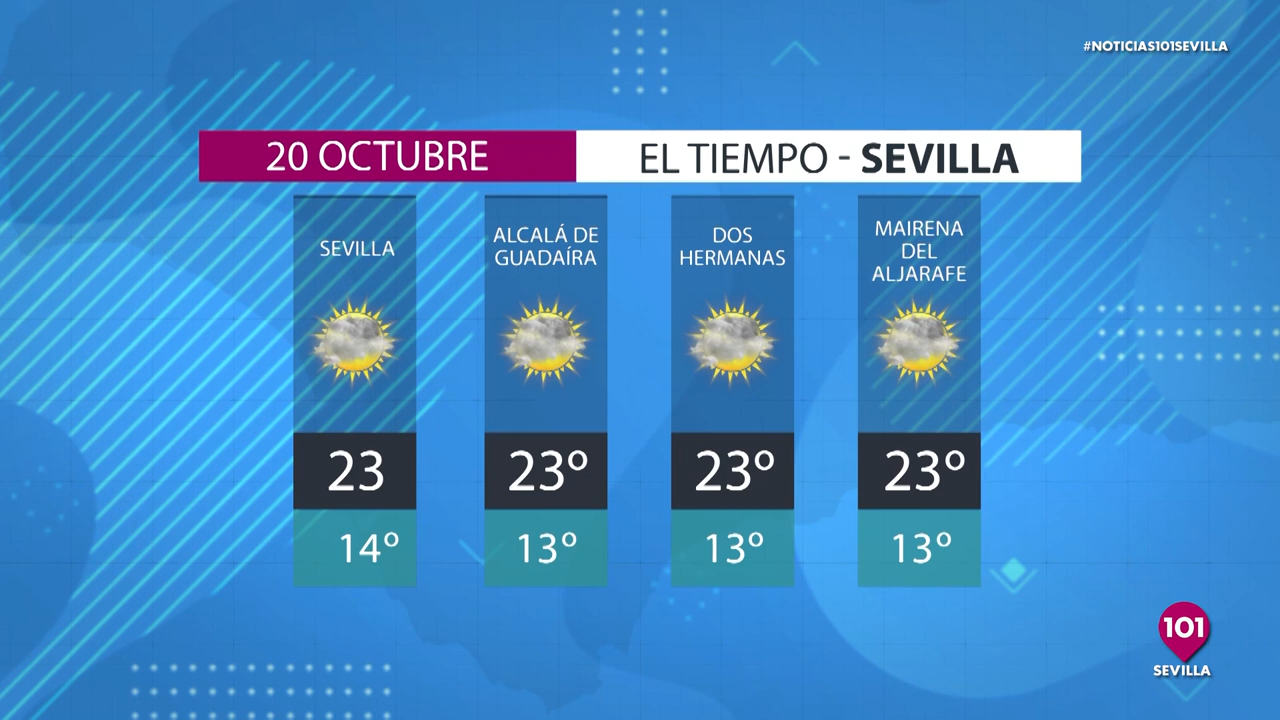 #NOTICIAS101SEVILLA
20 OCTUBRE
EL TIEMPO - SEVILLA
SEVILLA
ALCALÁ DE
GUADAÍRA
DOS
HERMANAS
MAIRENA
DEL
ALJARAFE
23
23º
23º
23º
14º
13º
13º
13º
101
SEVILLA